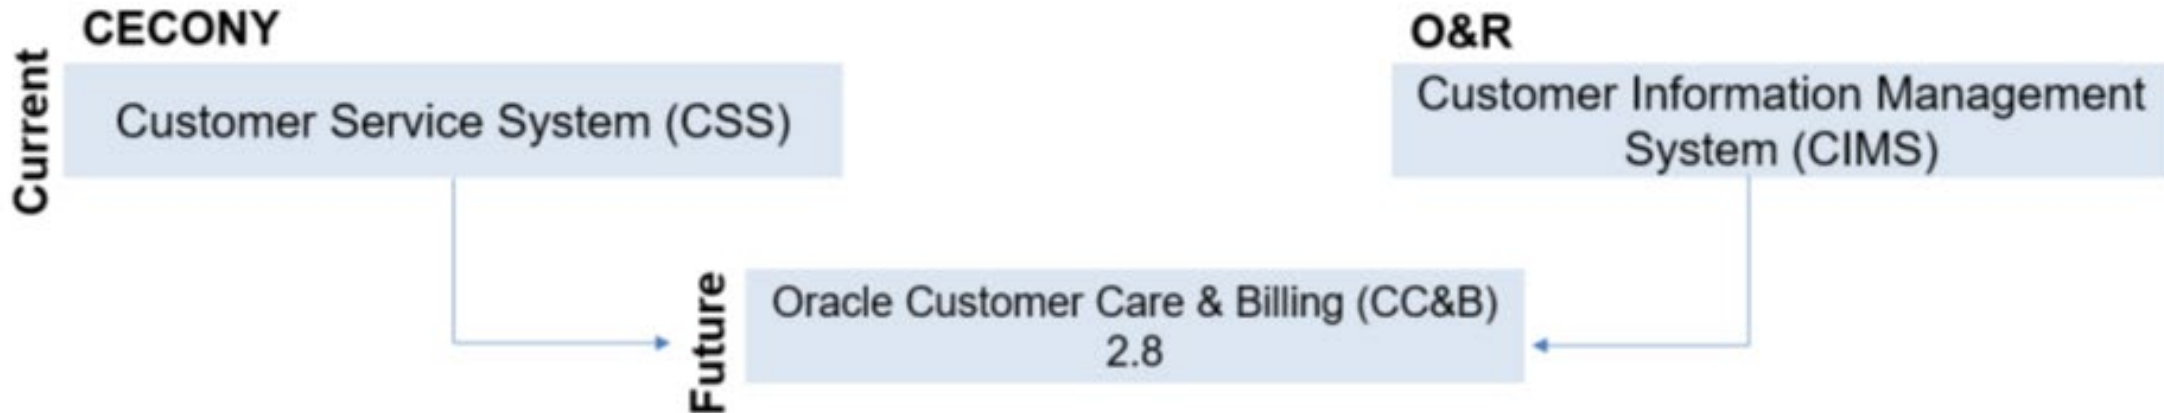 CECONY
O&R
Current
Customer Service System (CSS)
Customer Information Management
System (CIMS)
Future
Oracle Customer Care & Billing (CC&B)
2.8